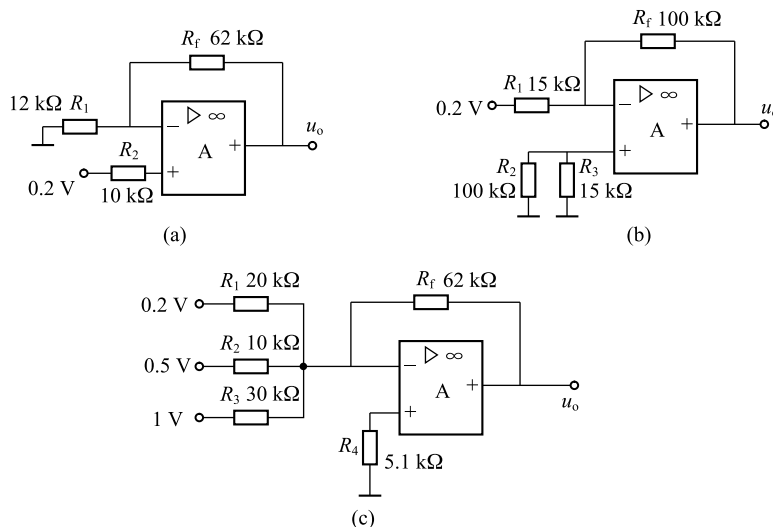 R_f 62 kΩ
12 kΩ R_1
▷ ∞
−
A
+
u_o
R_2
+
0.2 V
10 kΩ
(a)
R_f 100 kΩ
R_1 15 kΩ
0.2 V
▷ ∞
−
A
+
+
R_2
100 kΩ
R_3
15 kΩ
(b)
R_1 20 kΩ
0.2 V
R_f 62 kΩ
R_2 10 kΩ
0.5 V
▷ ∞
−
A
+
u_o
R_3 30 kΩ
1 V
+
R_4
5.1 kΩ
(c)